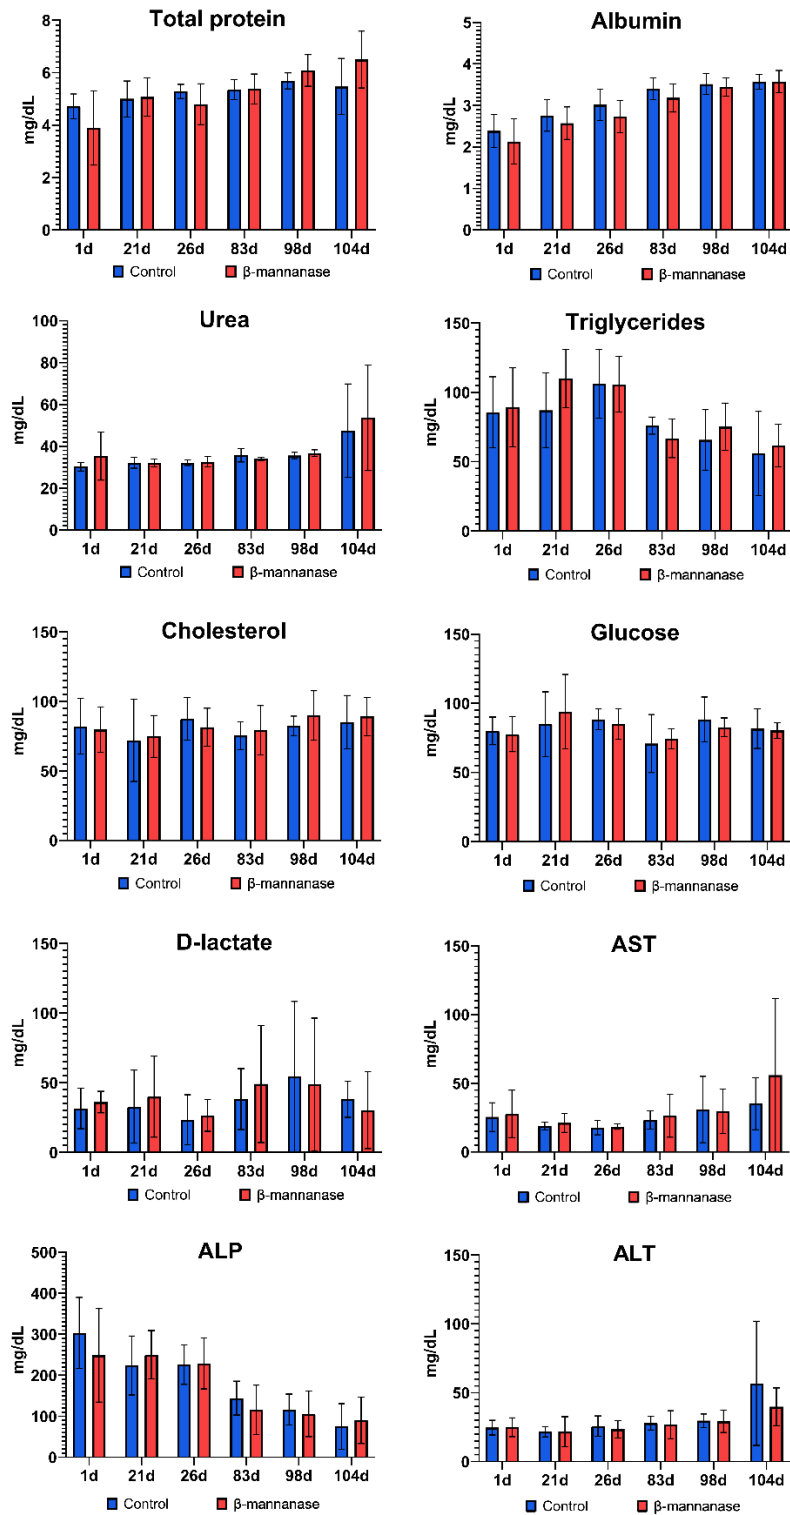 Total protein
mg/dL
8
6
4
2
0
1d 21d 26d 83d 98d 104d
Control β-mannanase
Albumin
mg/dL
5
4
3
2
1
0
1d 21d 26d 83d 98d 104d
Control β-mannanase
Urea
mg/dL
100
80
60
40
20
0
1d 21d 26d 83d 98d 104d
Control β-mannanase
Triglycerides
mg/dL
150
100
50
0
1d 21d 26d 83d 98d 104d
Control β-mannanase
Cholesterol
mg/dL
150
100
50
0
1d 21d 26d 83d 98d 104d
Control β-mannanase
Glucose
mg/dL
150
100
50
0
1d 21d 26d 83d 98d 104d
Control β-mannanase
D-lactate
mg/dL
150
100
50
0
1d 21d 26d 83d 98d 104d
Control β-mannanase
AST
mg/dL
150
100
50
0
1d 21d 26d 83d 98d 104d
Control β-mannanase
ALP
mg/dL
500
400
300
200
100
0
1d 21d 26d 83d 98d 104d
Control β-mannanase
ALT
mg/dL
150
100
50
0
1d 21d 26d 83d 98d 104d
Control β-mannanase